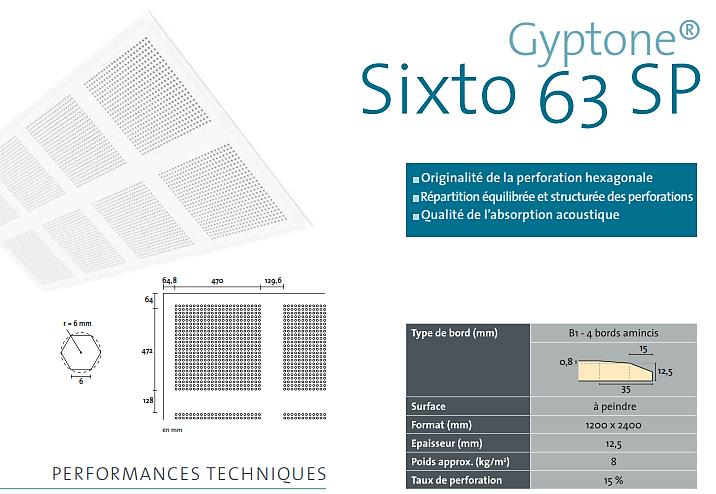 Gyptone®
Sixto 63 SP
Originalité de la perforation hexagonale
Répartition équilibrée et structurée des perforations
Qualité de l'absorption acoustique
64,8 470 129,6
64
r = 6 mm
472
6
128
en mm
Type de bord (mm) B1 - 4 bords amincis
15
0,8
12,5
35
Surface à peindre
Format (mm) 1200 x 2400
Epaisseur (mm) 12,5
Poids approx. (kg/m²) 8
Taux de perforation 15 %
PERFORMANCES TECHNIQUES